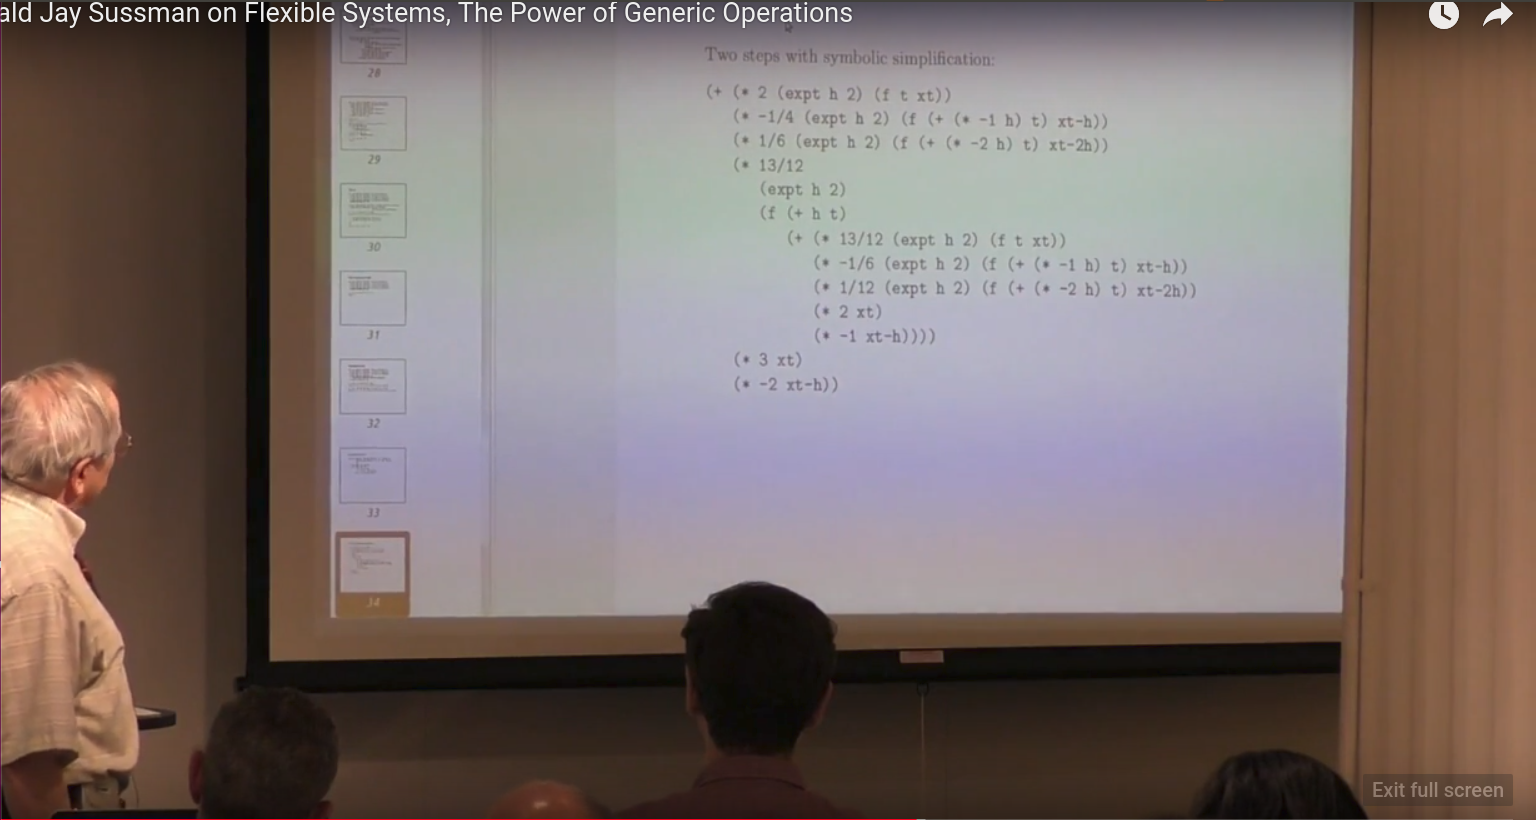 ald Jay Sussman on Flexible Systems, The Power of Generic Operations
28
29
30
31
32
33
34
Two steps with symbolic simplification:
(+ (* 2 (expt h 2) (f t xt))
(* -1/4 (expt h 2) (f (+ (* -1 h) t) xt-h))
(* 1/6 (expt h 2) (f (+ (* -2 h) t) xt-2h))
(* 13/12
(expt h 2)
(f (+ h t)
(+ (* 13/12 (expt h 2) (f t xt))
(* -1/6 (expt h 2) (f (+ (* -1 h) t) xt-h))
(* 1/12 (expt h 2) (f (+ (* -2 h) t) xt-2h))
(* 2 xt)
(* -1 xt-h))))
(* 3 xt)
(* -2 xt-h))
Exit full screen